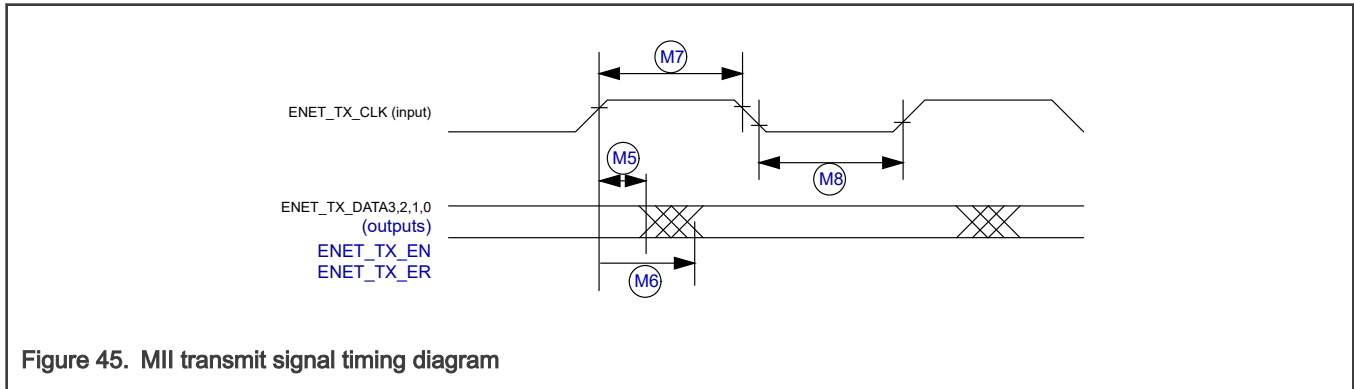 M7
ENET_TX_CLK (input)
M5
M8
ENET_TX_DATA3,2,1,0
(outputs)
ENET_TX_EN
ENET_TX_ER
M6
Figure 45. MII transmit signal timing diagram